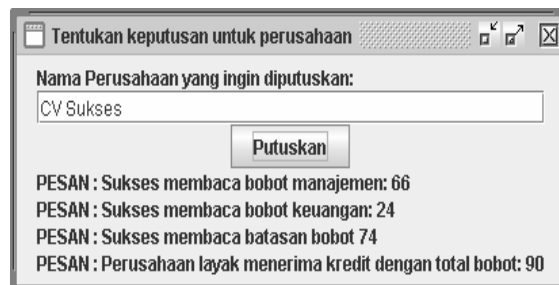 Tentukan keputusan untuk perusahaan
Nama Perusahaan yang ingin diputuskan:
CV Sukses
Putuskan
PESAN : Sukses membaca bobot manajemen: 66
PESAN : Sukses membaca bobot keuangan: 24
PESAN : Sukses membaca batasan bobot 74
PESAN : Perusahaan layak menerima kredit dengan total bobot: 90